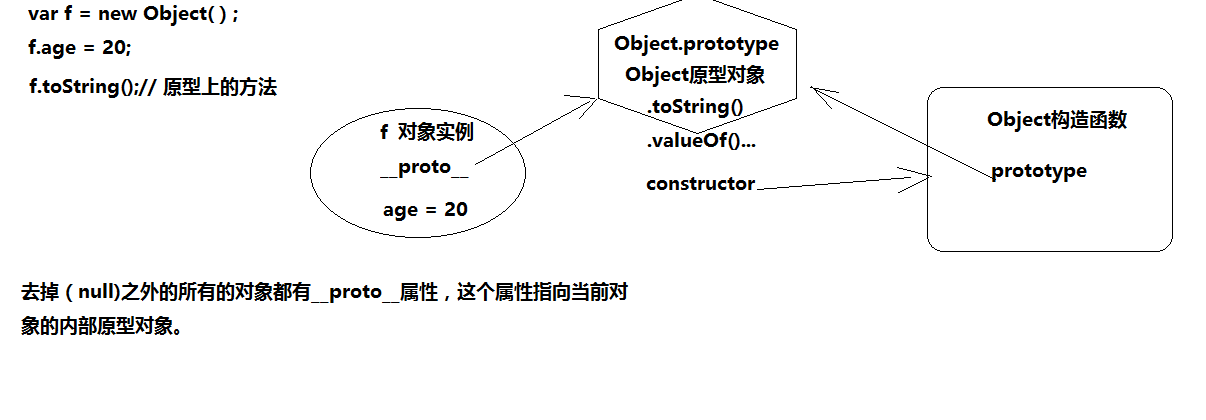 var f = new Object( ) ;
f.age = 20;
f.toString();// 原型上的方法
f 对象实例
__proto__
age = 20
Object.prototype
Object原型对象
.toString()
.valueOf()...
constructor
Object构造函数
prototype
去掉（null)之外的所有的对象都有__proto__属性，这个属性指向当前对
象的内部原型对象。